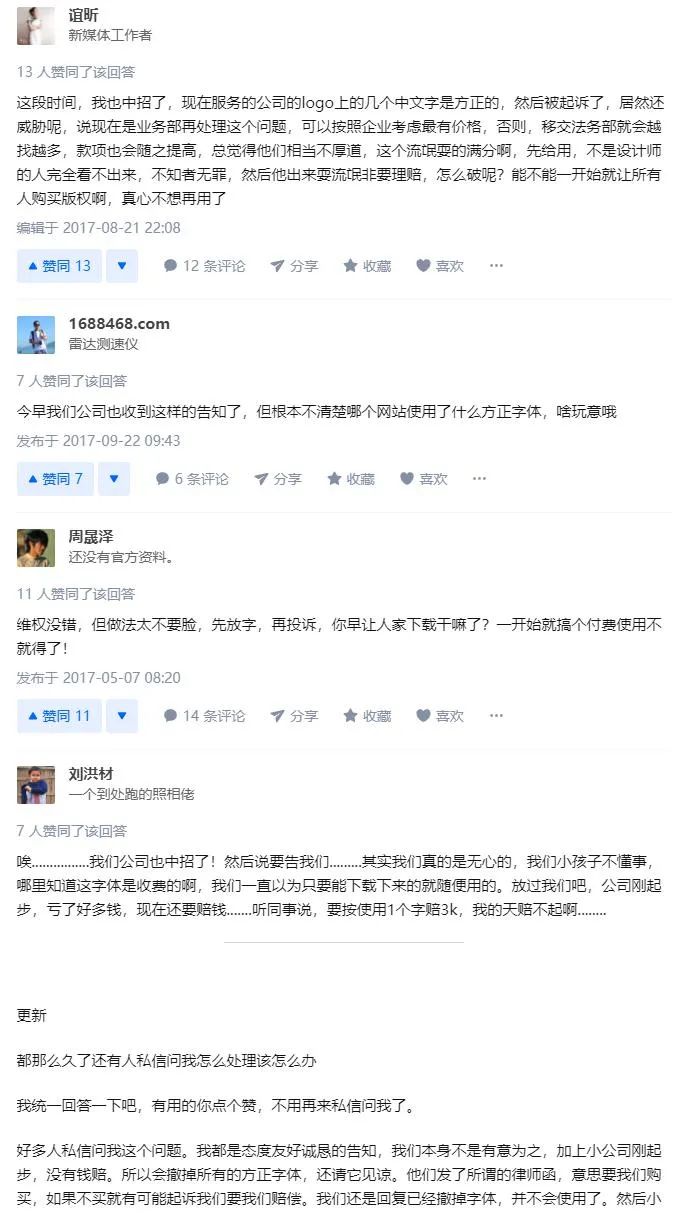 谊昕
新媒体工作者
13 人赞同了该回答
这段时间，我也中招了，现在服务的公司的logo上的几个中文字是方正的，然后被起诉了，居然还
威胁呢，说现在是业务部再处理这个问题，可以按照企业考虑最有价格，否则，移交法务部就会越
找越多，款项也会随之提高，总觉得他们相当不厚道，这个流氓耍的满分啊，先给用，不是设计师
的人完全看不出来，不知者无罪，然后他出来耍流氓非要理赔，怎么破呢？能不能一开始就让所有
人购买版权啊，真心不想再用了
编辑于 2017-08-21 22:08
赞同 13 12 条评论 分享 收藏 喜欢 ···
1688468.com
雷达测速仪
7 人赞同了该回答
今早我们公司也收到这样的告知了，但根本不清楚哪个网站使用了什么方正字体，啥玩意哦
发布于 2017-09-22 09:43
赞同 7 6 条评论 分享 收藏 喜欢 ···
周晟泽
还没有官方资料。
11 人赞同了该回答
维权没错，但做法太不要脸，先放字，再投诉，你早让人家下载干嘛了？一开始就搞个付费使用不
就得了！
发布于 2017-05-07 08:20
赞同 11 14 条评论 分享 收藏 喜欢 ···
刘洪材
一个到处跑的照相佬
7 人赞同了该回答
唉................我们公司也中招了！然后说要告我们.........其实我们真的是无心的，我们小孩子不懂事，
哪里知道这字体是收费的啊，我们一直以为只要能下载下来的就随便用的。放过我们吧，公司刚起
步，亏了好多钱，现在还要赔钱.......听同事说，要按使用1个字赔3k，我的天赔不起啊........
更新
都那么久了还有人私信问我怎么处理该怎么办
我统一回答一下吧，有用的你点个赞，不用再来私信问我了。
好多人私信问我这个问题。我都是态度友好诚恳的告知，我们本身不是有意为之，加上小公司刚起
步，没有钱赔。所以会撤掉所有的方正字体，还请它见谅。他们发了所谓的律师函，意思要我们购
买，如果不买就有可能起诉我们要我们赔偿。我们还是回复已经撤掉字体，并不会使用了。然后小